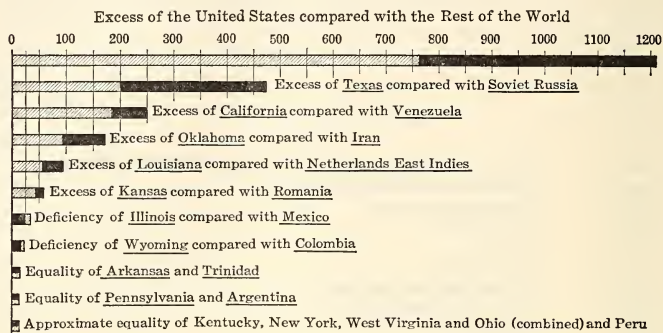 Excess of the United States compared with the Rest of the World
0 100 200 300 400 500 600 700 800 900 1000 1100 1200
Excess of Texas compared with Soviet Russia
Excess of California compared with Venezuela
Excess of Oklahoma compared with Iran
Excess of Louisiana compared with Netherlands East Indies
Excess of Kansas compared with Romania
Deficiency of Illinois compared with Mexico
Deficiency of Wyoming compared with Colombia
Equality of Arkansas and Trinidad
Equality of Pennsylvania and Argentina
Approximate equality of Kentucky, New York, West Virginia and Ohio (combined) and Peru